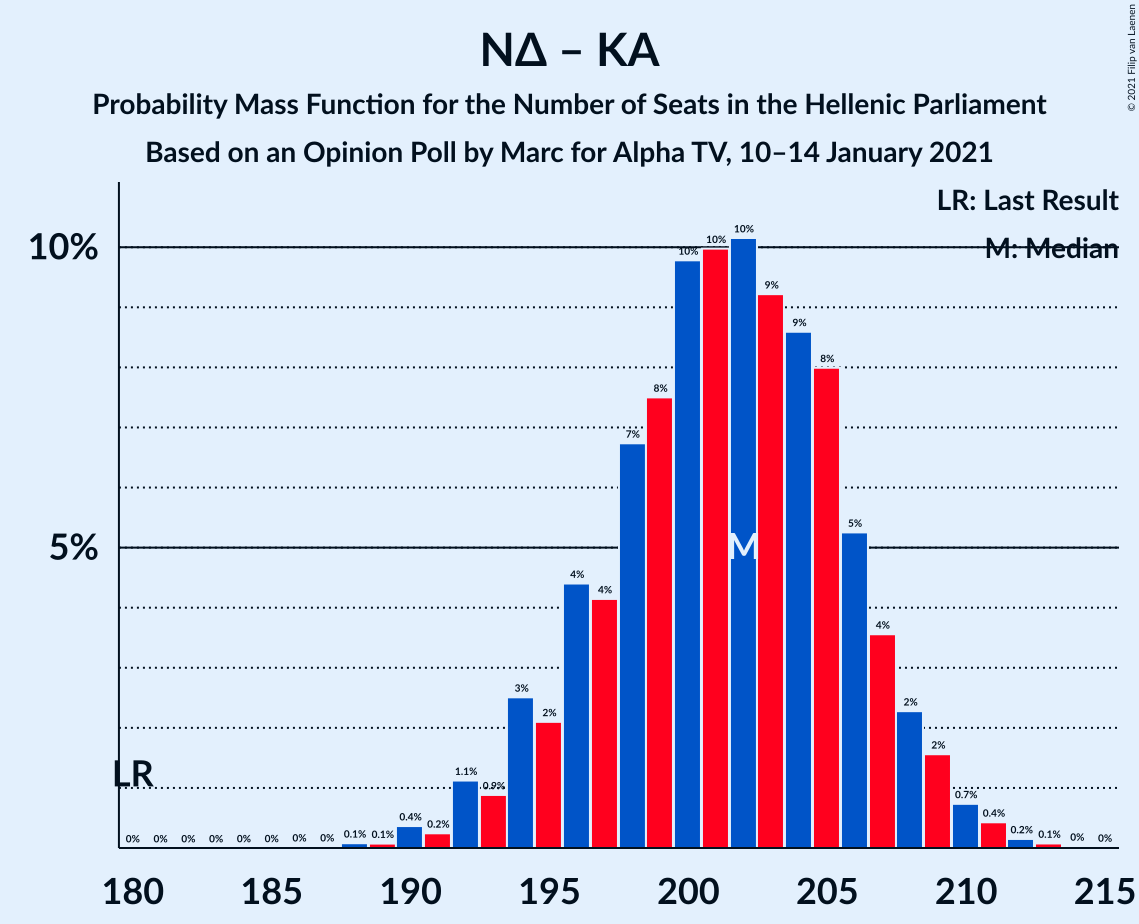 NΔ – KA
Probability Mass Function for the Number of Seats in the Hellenic Parliament
Based on an Opinion Poll by Marc for Alpha TV, 10–14 January 2021
© 2021 Filip van Laenen
LR: Last Result
M: Median
10%
5%
LR
M
0% 0% 0% 0% 0% 0% 0% 0% 0.1% 0.1% 0.4% 0.2% 1.1% 0.9% 3% 2% 4% 4% 7% 8% 10% 10% 10% 9% 9% 8% 5% 4% 2% 2% 0.7% 0.4% 0.2% 0.1% 0% 0%
180 185 190 195 200 205 210 215